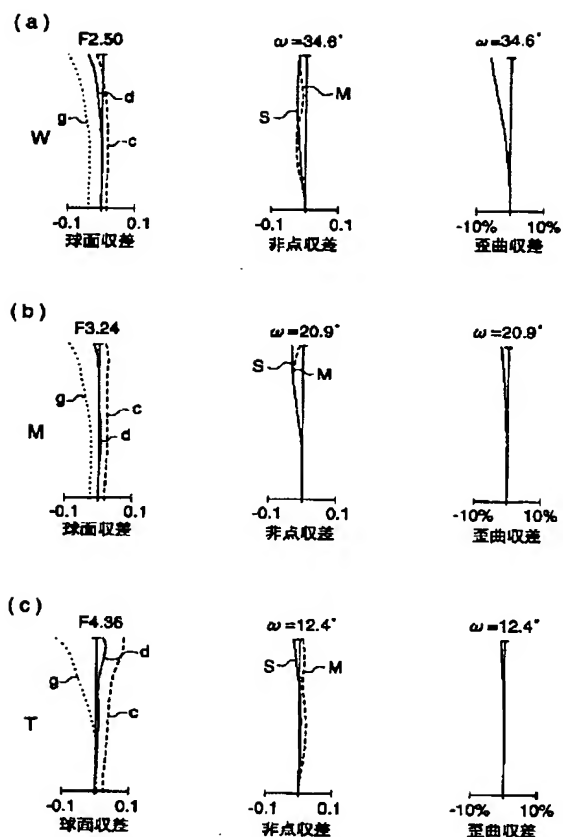 (a)
F2.50
ω=34.6°
ω=34.6°
d
g
c
W
S
M
-0.1 0.1
球面収差
-0.1 0.1
非点収差
-10% 10%
歪曲収差
(b)
F3.24
ω=20.9°
ω=20.9°
g
c
d
M
S
M
-0.1 0.1
球面収差
-0.1 0.1
非点収差
-10% 10%
歪曲収差
(c)
F4.36
ω=12.4°
ω=12.4°
d
g
c
T
S
M
-0.1 0.1
球面収差
-0.1 0.1
非点収差
-10% 10%
歪曲収差